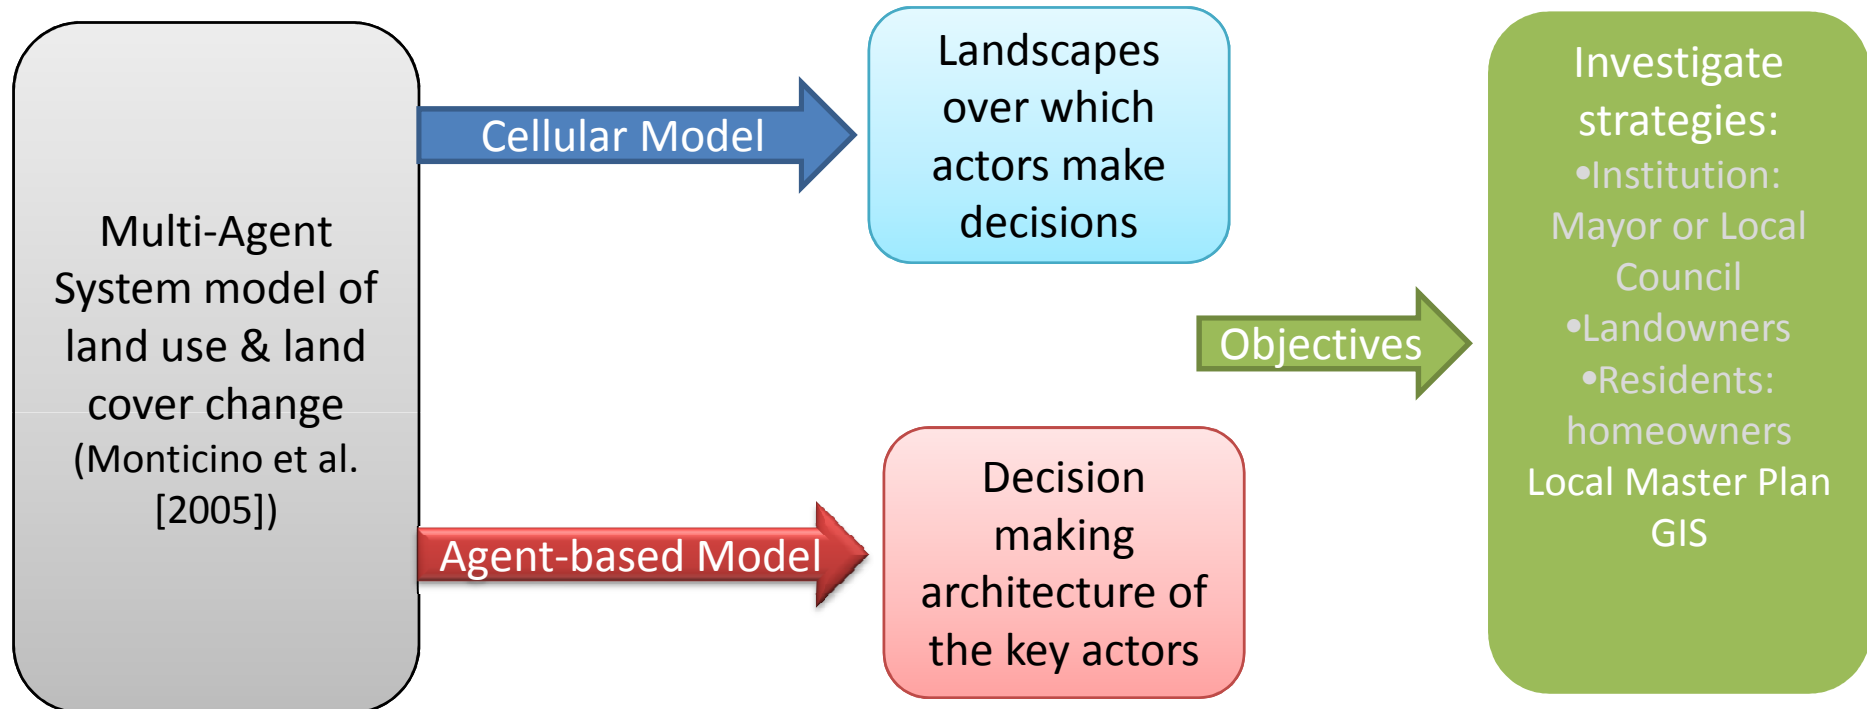 Multi-Agent
System model of
land use & land
cover change
(Monticino et al.
[2005])
Cellular Model
Agent-based Model
Landscapes
over which
actors make
decisions
Decision
making
architecture of
the key actors
Objectives
Investigate
strategies:
•Institution:
Mayor or Local
Council
•Landowners
•Residents:
homeowners
Local Master Plan
GIS